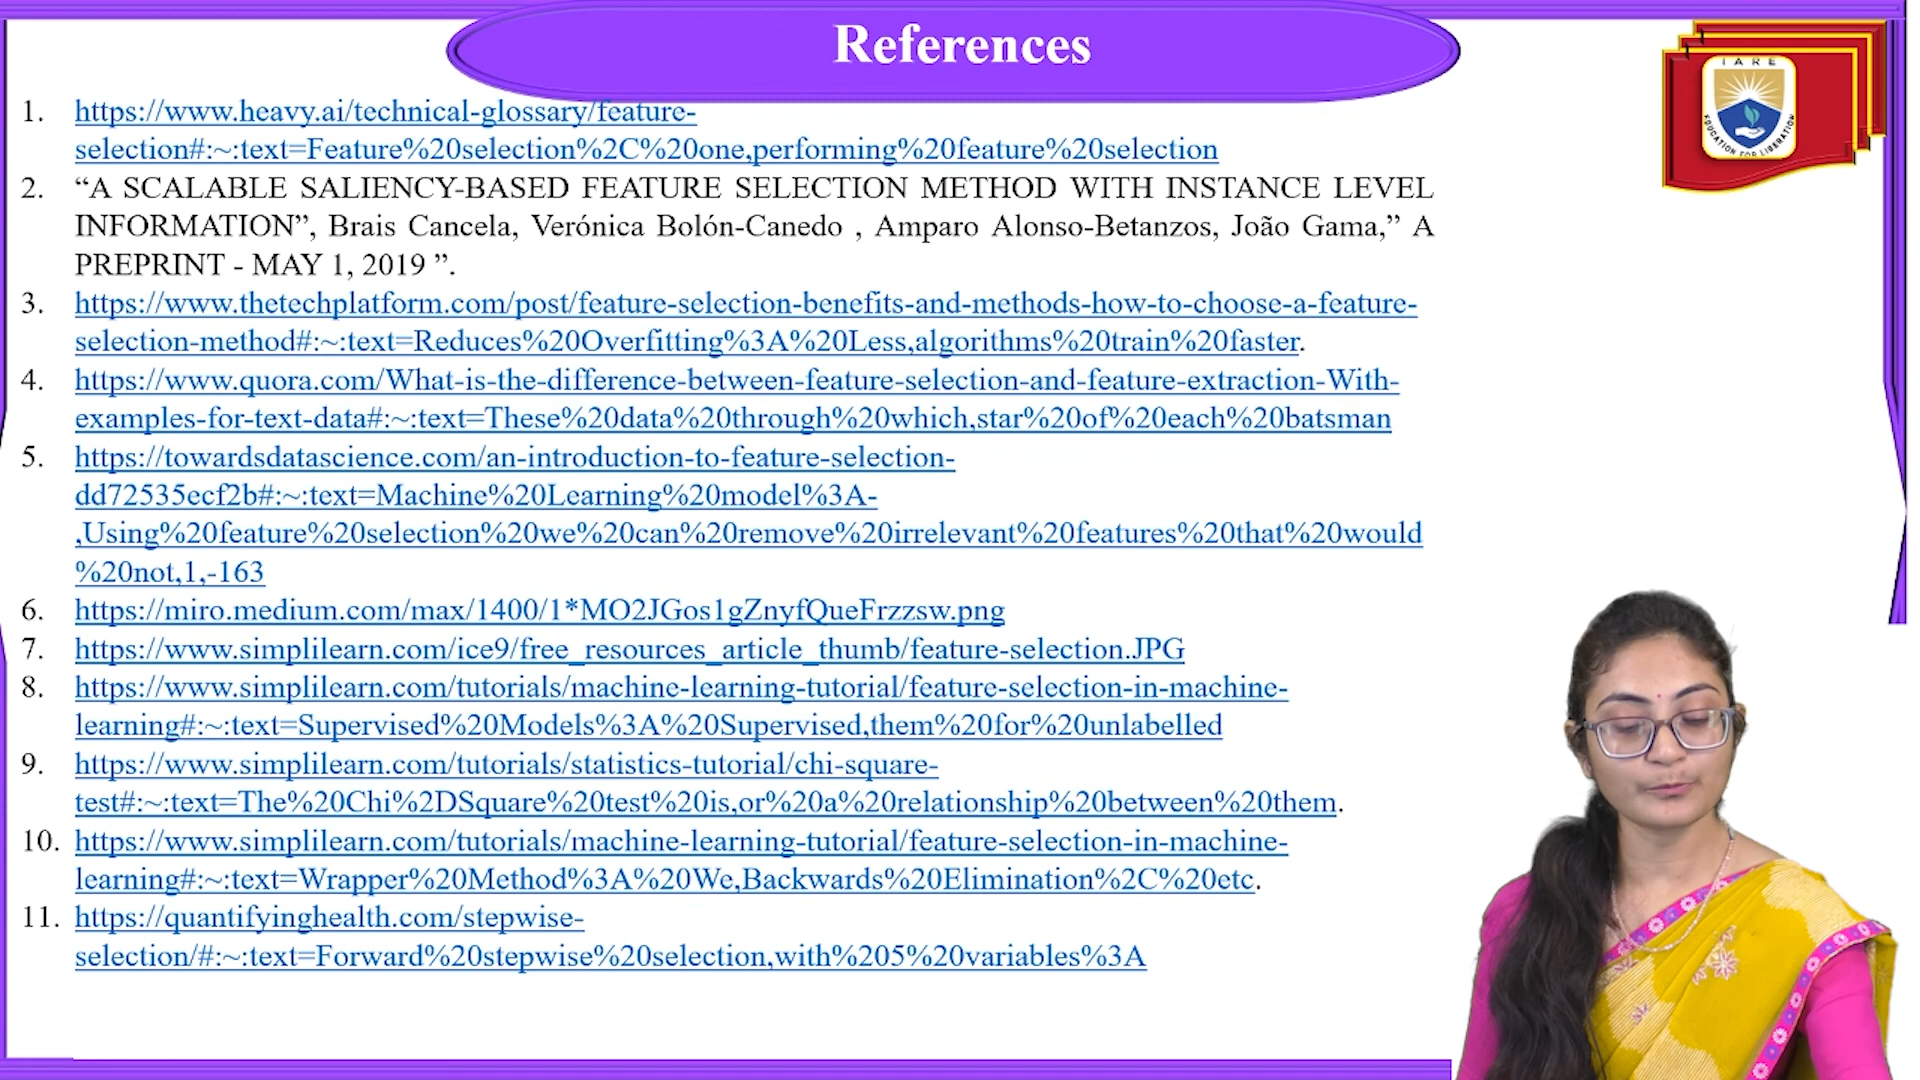 References
IARE
EDUCATION FOR LIBERATION
1. https://www.heavy.ai/technical-glossary/feature-
selection#:~:text=Feature%20selection%2C%20one,performing%20feature%20selection
2. “A SCALABLE SALIENCY-BASED FEATURE SELECTION METHOD WITH INSTANCE LEVEL
INFORMATION”, Brais Cancela, Verónica Bolón-Canedo , Amparo Alonso-Betanzos, João Gama,” A
PREPRINT - MAY 1, 2019 ”.
3. https://www.thetechplatform.com/post/feature-selection-benefits-and-methods-how-to-choose-a-feature-
selection-method#:~:text=Reduces%20Overfitting%3A%20Less,algorithms%20train%20faster.
4. https://www.quora.com/What-is-the-difference-between-feature-selection-and-feature-extraction-With-
examples-for-text-data#:~:text=These%20data%20through%20which,star%20of%20each%20batsman
5. https://towardsdatascience.com/an-introduction-to-feature-selection-
dd72535ecf2b#:~:text=Machine%20Learning%20model%3A-
,Using%20feature%20selection%20we%20can%20remove%20irrelevant%20features%20that%20would
%20not,1,-163
6. https://miro.medium.com/max/1400/1*MO2JGos1gZnyfQueFrzzsw.png
7. https://www.simplilearn.com/ice9/free_resources_article_thumb/feature-selection.JPG
8. https://www.simplilearn.com/tutorials/machine-learning-tutorial/feature-selection-in-machine-
learning#:~:text=Supervised%20Models%3A%20Supervised,them%20for%20unlabelled
9. https://www.simplilearn.com/tutorials/statistics-tutorial/chi-square-
test#:~:text=The%20Chi%2DSquare%20test%20is,or%20a%20relationship%20between%20them.
10. https://www.simplilearn.com/tutorials/machine-learning-tutorial/feature-selection-in-machine-
learning#:~:text=Wrapper%20Method%3A%20We,Backwards%20Elimination%2C%20etc.
11. https://quantifyinghealth.com/stepwise-
selection/#:~:text=Forward%20stepwise%20selection,with%205%20variables%3A